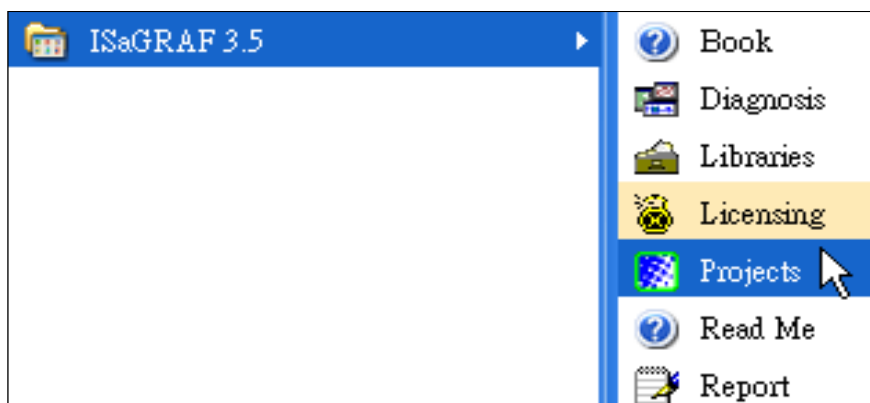 ISaGRAF 3.5
Book
Diagnosis
Libraries
Licensing
Projects
Read Me
Report